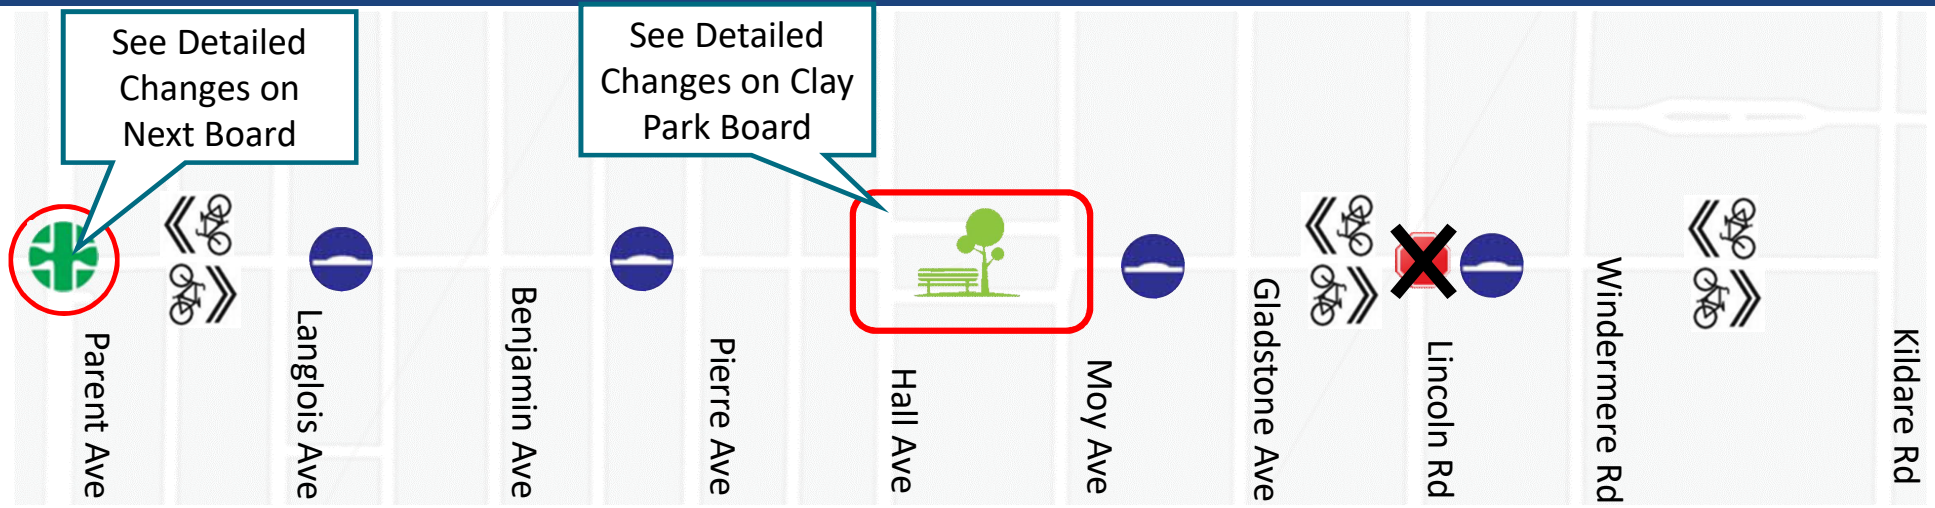 See Detailed
Changes on
Next Board
See Detailed
Changes on Clay
Park Board
Parent Ave
Langlois Ave
Benjamin Ave
Pierre Ave
Hall Ave
Moy Ave
Gladstone Ave
Lincoln Rd
Windermere Rd
Kildare Rd